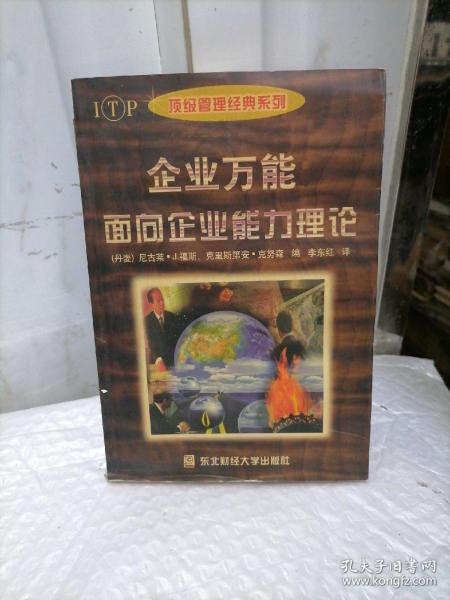 ITP 顶级管理经典系列
企业万能
面向企业能力理论
(丹麦) 尼古莱·J.福斯、克里斯第安·克努森 编 李东红 译
东北财经大学出版社
孔夫子旧书网
www.kongfz.com